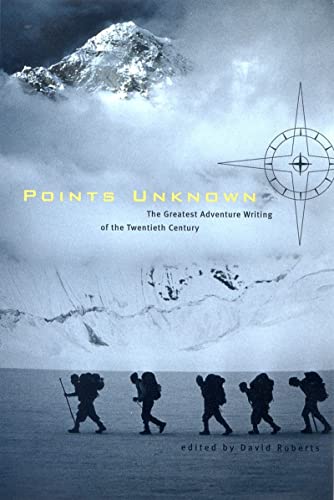 Points Unknown
The Greatest Adventure Writing
of the Twentieth Century
edited by David Roberts